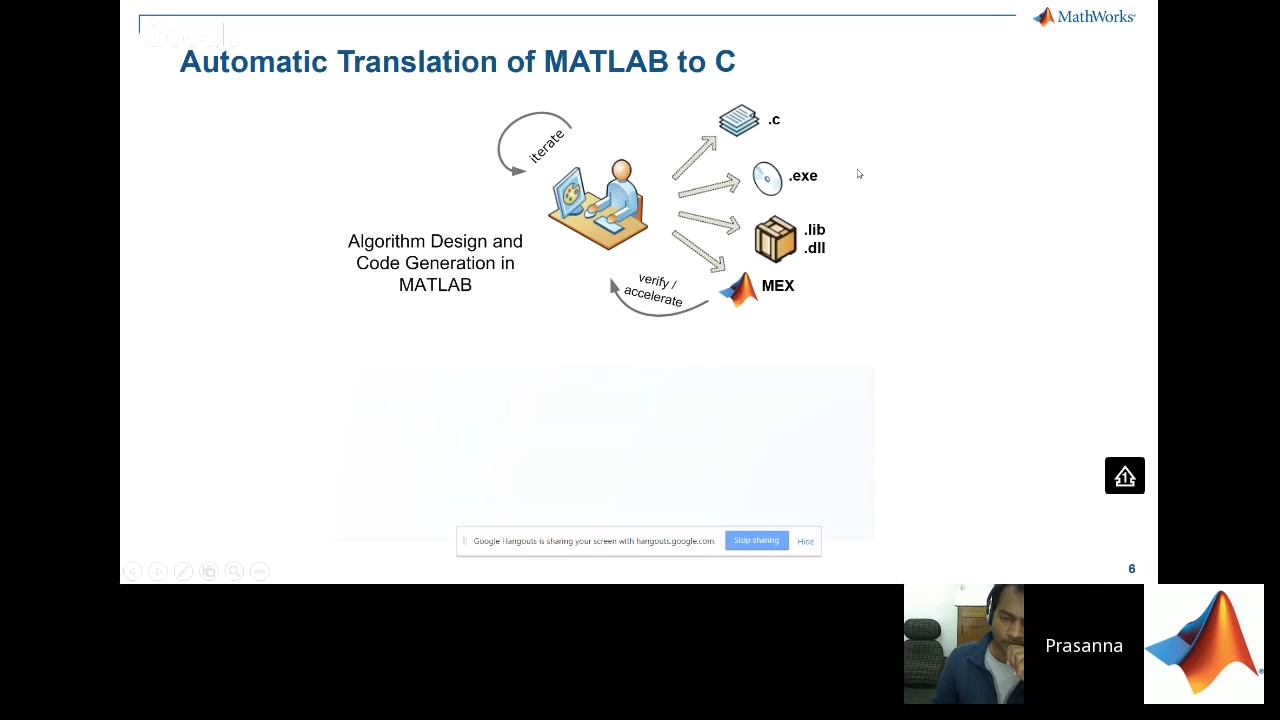 MathWorks®
Automatic Translation of MATLAB to C
iterate
.c
.exe
.lib
.dll
MEX
Algorithm Design and
Code Generation in
MATLAB
verify /
accelerate
Google Hangouts is sharing your screen with hangouts.google.com.
Stop sharing
Hide
6
Prasanna